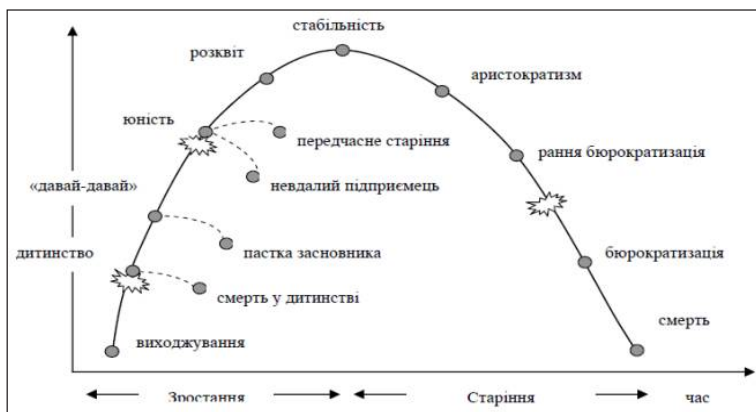 стабільність
розквіт
аристократизм
юність
передчасне старіння
рання бюрократизація
«давай-давай»
невдалий підприємець
дитинство
пастка засновника
бюрократизація
смерть у дитинстві
смерть
виходжування
Зростання
Старіння
час